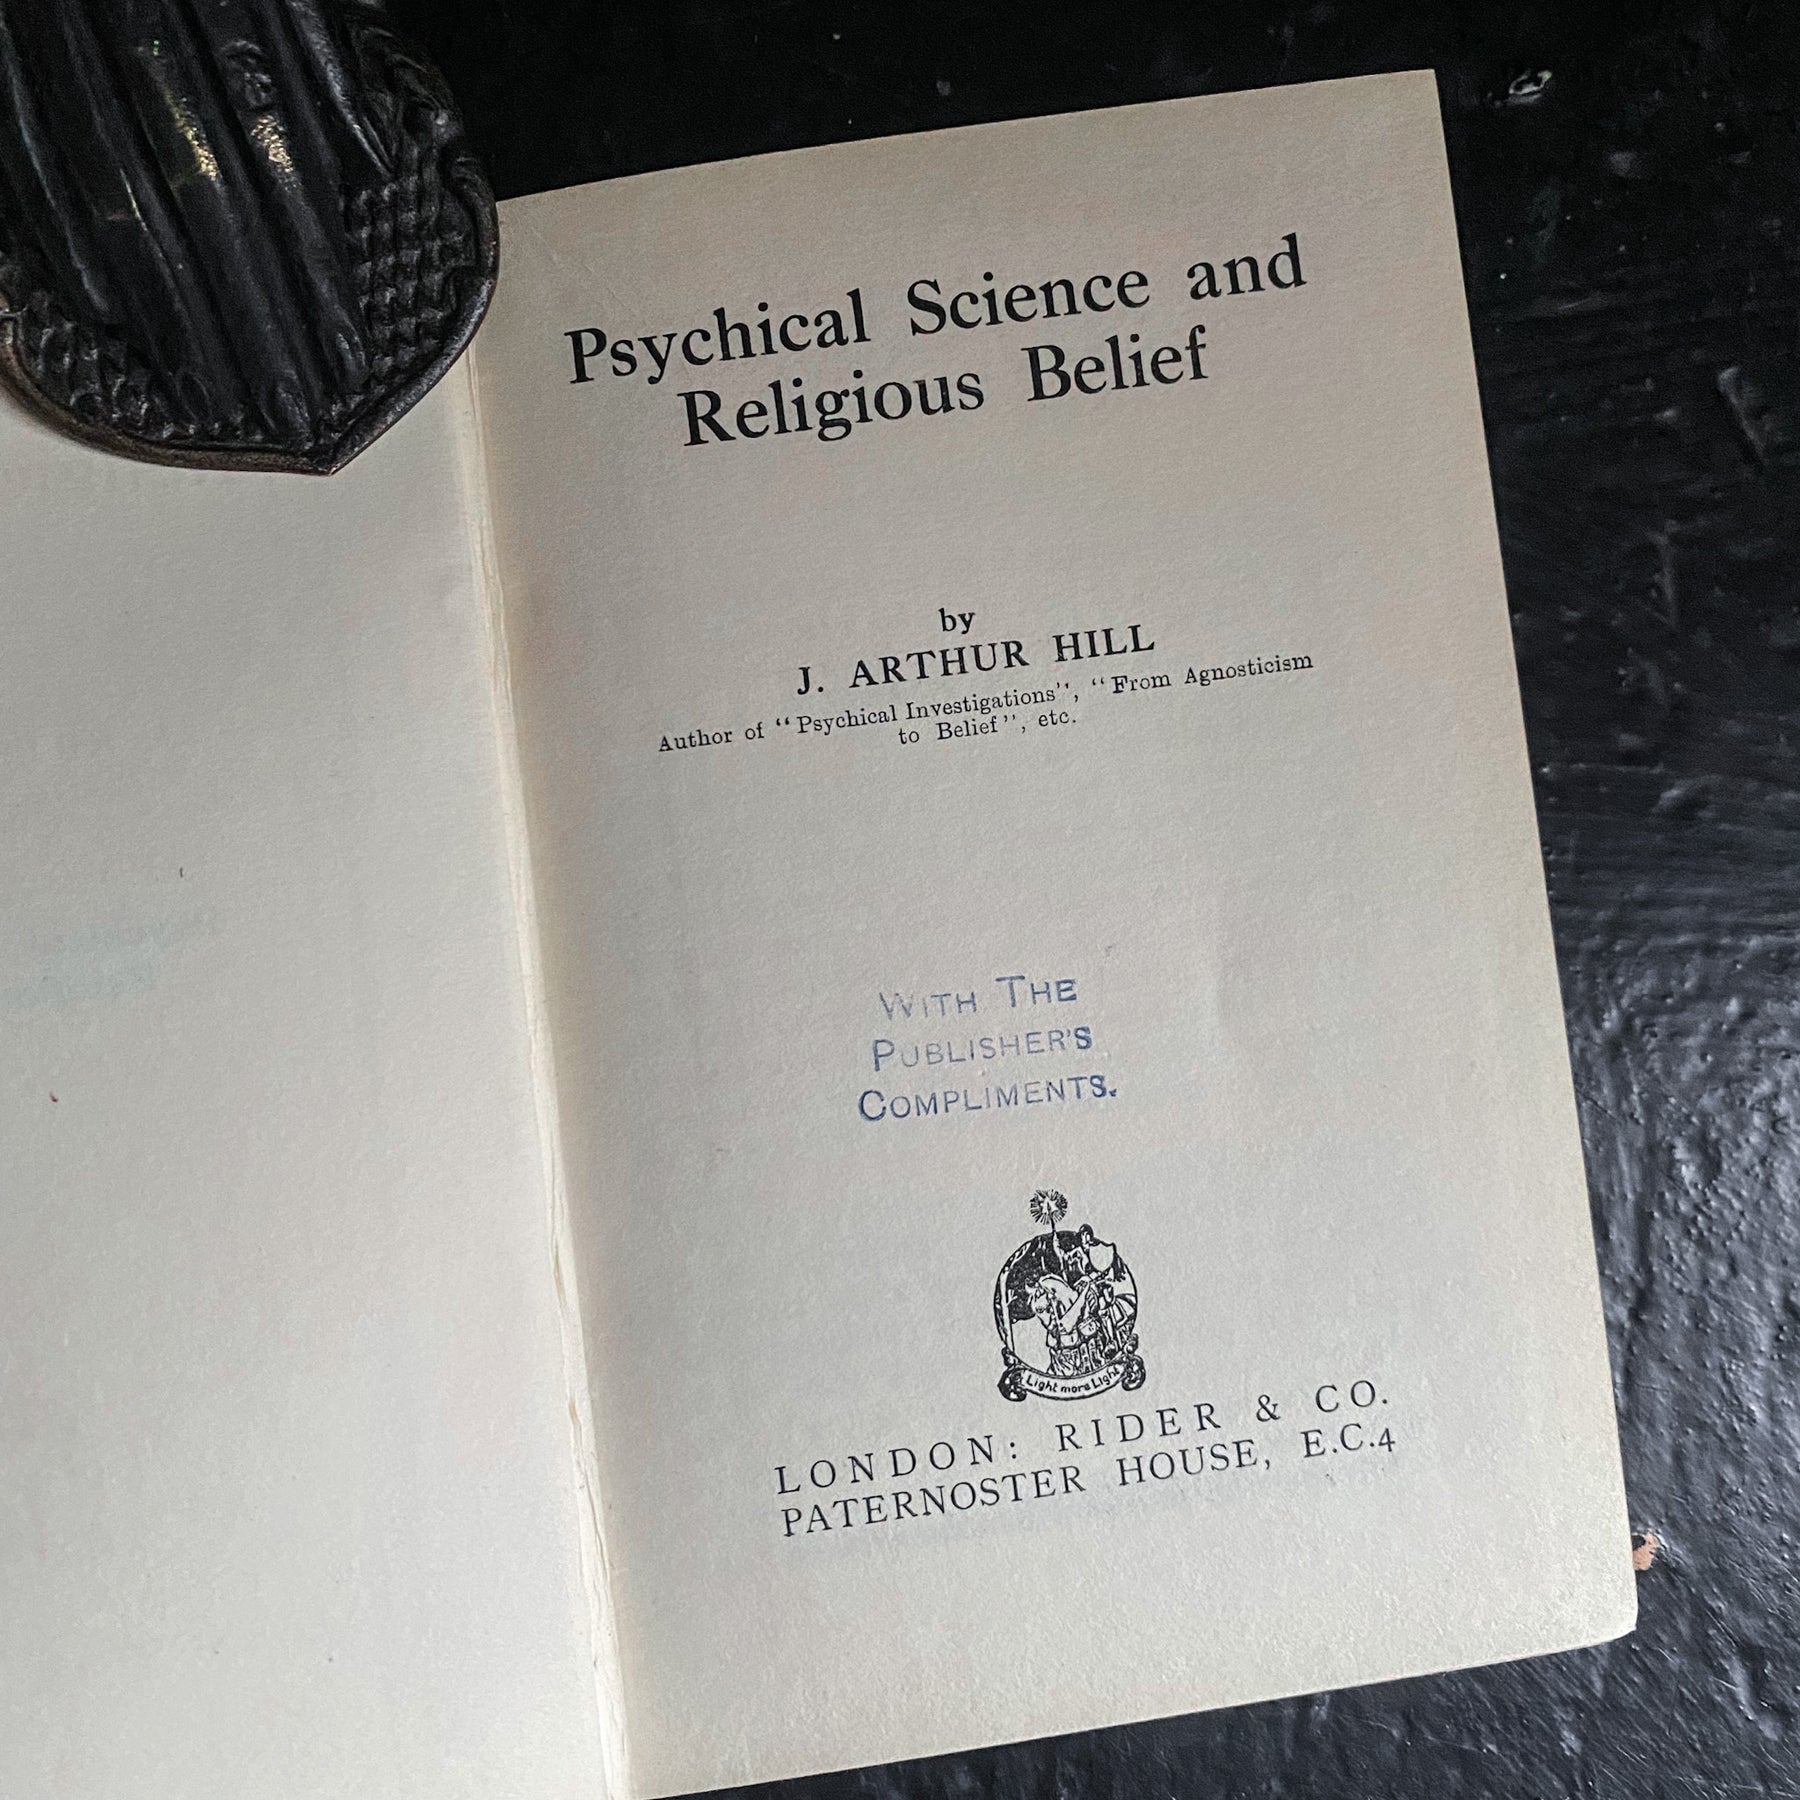 Psychical Science and
Religious Belief
by
J. ARTHUR HILL
Author of "Psychical Investigations", "From Agnosticism
to Belief", etc.
WITH THE
PUBLISHER'S
COMPLIMENTS.
Light more Light
LONDON: RIDER & CO.
PATERNOSTER HOUSE, E.C.4